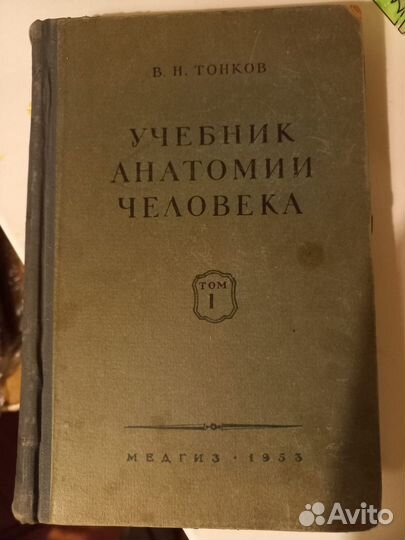 В. Н. ТОНКОВ
УЧЕБНИК
АНАТОМИИ
ЧЕЛОВЕКА
ТОМ
I
МЕДГИЗ · 1953
Avito